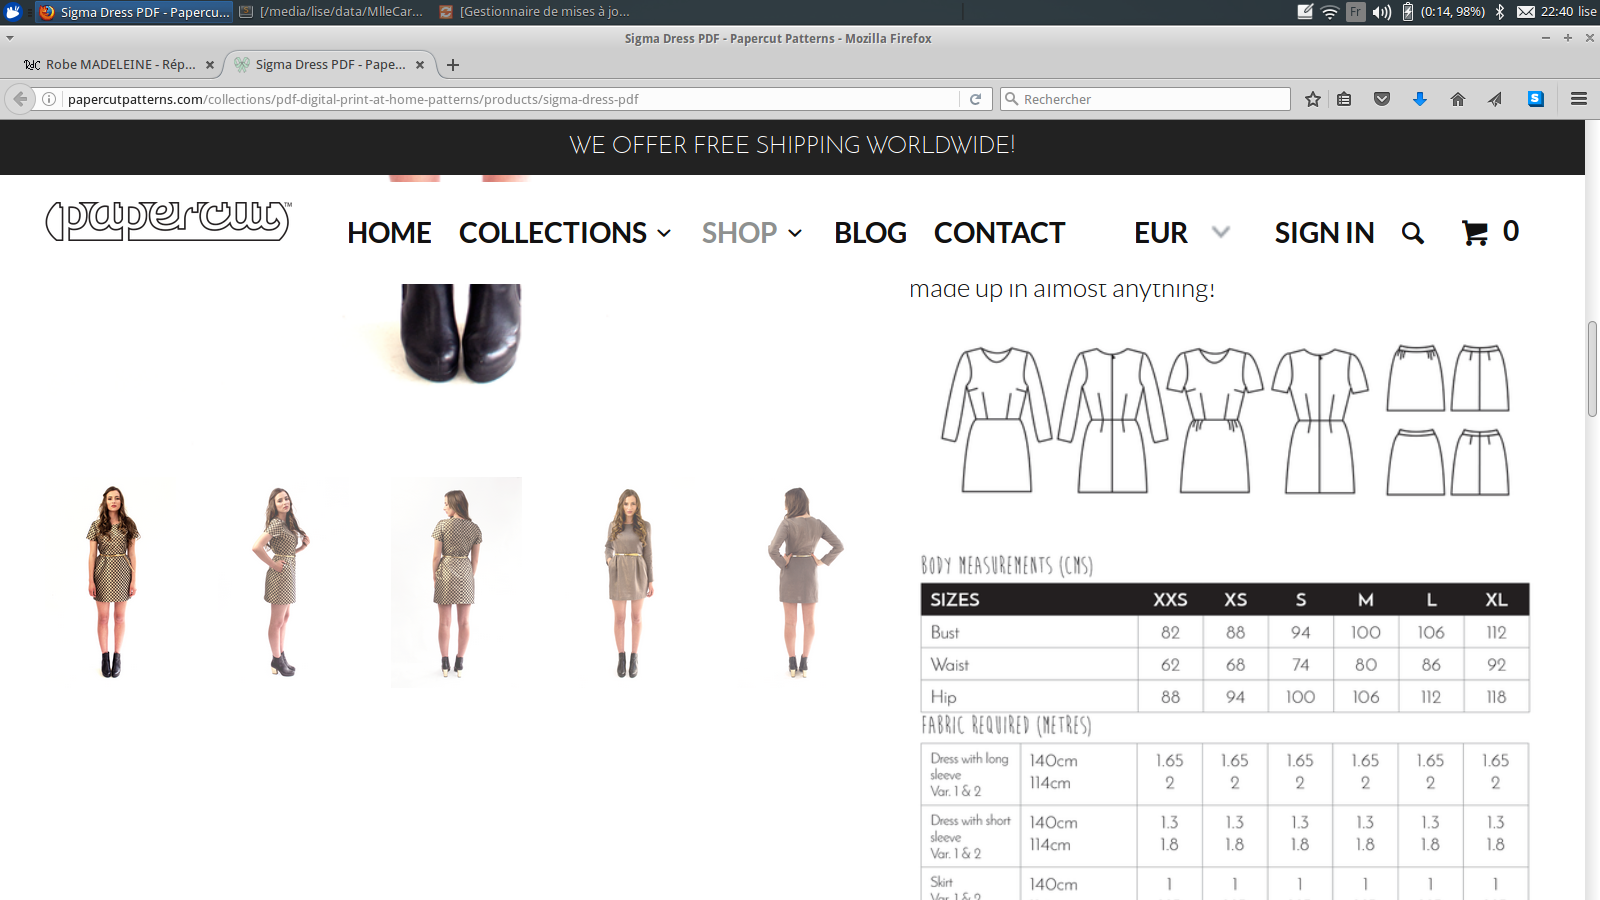 Sigma Dress PDF - Papercu...
[/media/lise/data/MlleCar...
[Gestionnaire de mises à jo...
Fr
(0:14, 98%)
22:40 lise
Sigma Dress PDF - Papercut Patterns - Mozilla Firefox
Robe MADELEINE - Rép...
Sigma Dress PDF - Pape...
papercutpatterns.com/collections/pdf-digital-print-at-home-patterns/products/sigma-dress-pdf
Rechercher
S
WE OFFER FREE SHIPPING WORLDWIDE!
papercut™
HOME COLLECTIONS SHOP BLOG CONTACT EUR SIGN IN 0
made up in almost anything!
BODY MEASUREMENTS (CMS)
SIZES XXS XS S M L XL
Bust 82 88 94 100 106 112
Waist 62 68 74 80 86 92
Hip 88 94 100 106 112 118
FABRIC REQUIRED (METRES)
Dress with long sleeve Var. 1 & 2 140cm 1.65 1.65 1.65 1.65 1.65 1.65
114cm 2 2 2 2 2 2
Dress with short sleeve Var. 1 & 2 140cm 1.3 1.3 1.3 1.3 1.3 1.3
114cm 1.8 1.8 1.8 1.8 1.8 1.8
Skirt 140cm 1 1 1 1 1 1
Var. 1 & 2